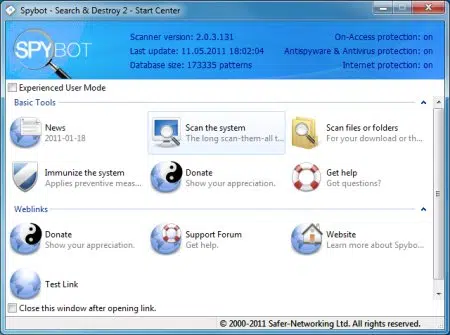 Spybot - Search & Destroy 2 - Start Center
SPYBOT
Scanner version: 2.0.3.131
On-Access protection: on
Last update: 11.05.2011 18:02:04
Antispyware & Antivirus protection: on
Database size: 173335 patterns
Internet protection: on
Experienced User Mode
Basic Tools
News
2011-01-18
Scan the system
The long scan-them-all t...
Scan files or folders
For your download or th...
Immunize the system
Applies preventive meas...
Donate
Show your appreciation.
Get help
Got questions?
Weblinks
Donate
Show your appreciation.
Support Forum
Get help.
Website
Learn more about Spybo...
Test Link
Close this window after opening link.
© 2000-2011 Safer-Networking Ltd. All rights reserved.